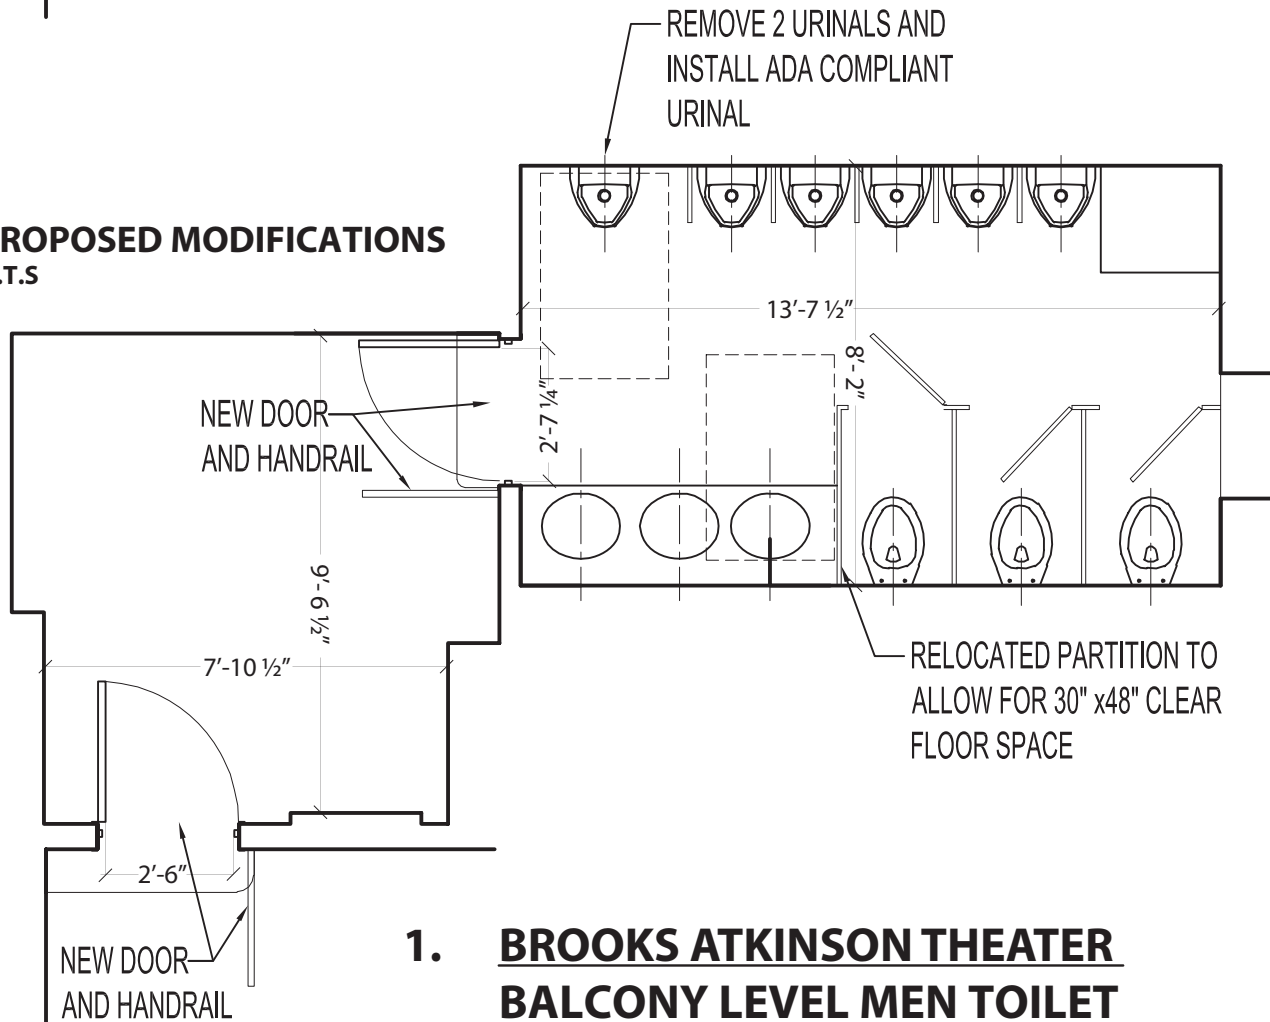 REMOVE 2 URINALS AND
INSTALL ADA COMPLIANT
URINAL
ROPOSED MODIFICATIONS
.T.S
13'-7 ½"
8'- 2"
2'-7 ¼"
NEW DOOR
AND HANDRAIL
9'- 6 ½"
7'-10 ½"
RELOCATED PARTITION TO
ALLOW FOR 30" x48" CLEAR
FLOOR SPACE
2'-6"
NEW DOOR
AND HANDRAIL
1. BROOKS ATKINSON THEATER
BALCONY LEVEL MEN TOILET